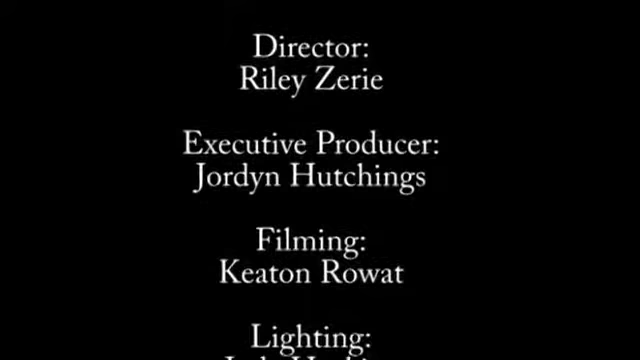 Director:
Riley Zerie
Executive Producer:
Jordyn Hutchings
Filming:
Keaton Rowat
Lighting: